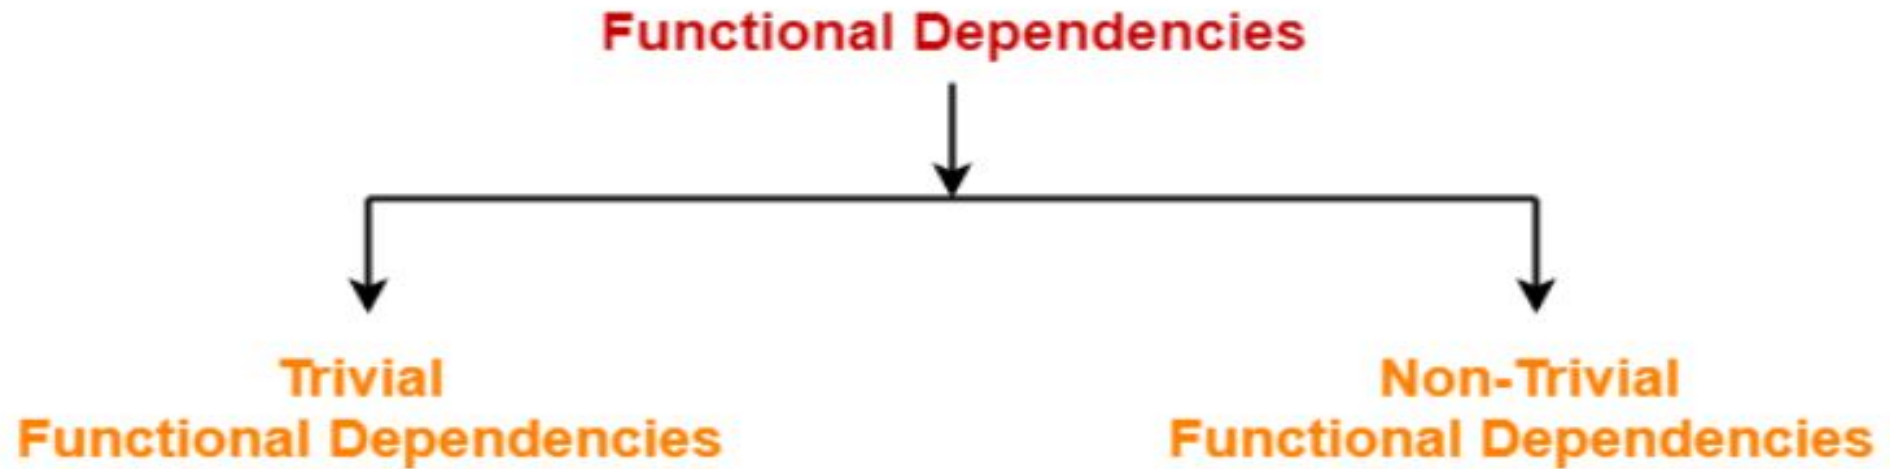 Functional Dependencies
Trivial
Functional Dependencies
Non-Trivial
Functional Dependencies